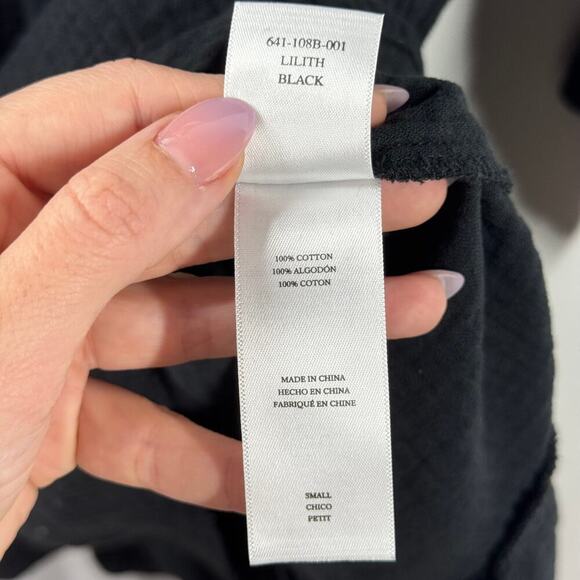 641-108B-001
LILITH
BLACK
100% COTTON
100% ALGODÓN
100% COTON
MADE IN CHINA
HECHO EN CHINA
FABRIQUÉ EN CHINE
SMALL
CHICO
PETIT